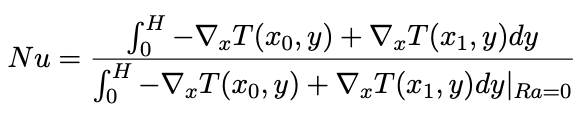 Nu = \frac{\int_0^H -\nabla_x T(x_0, y) + \nabla_x T(x_1, y)dy}{\int_0^H -\nabla_x T(x_0, y) + \nabla_x T(x_1, y)dy|_{Ra=0}}